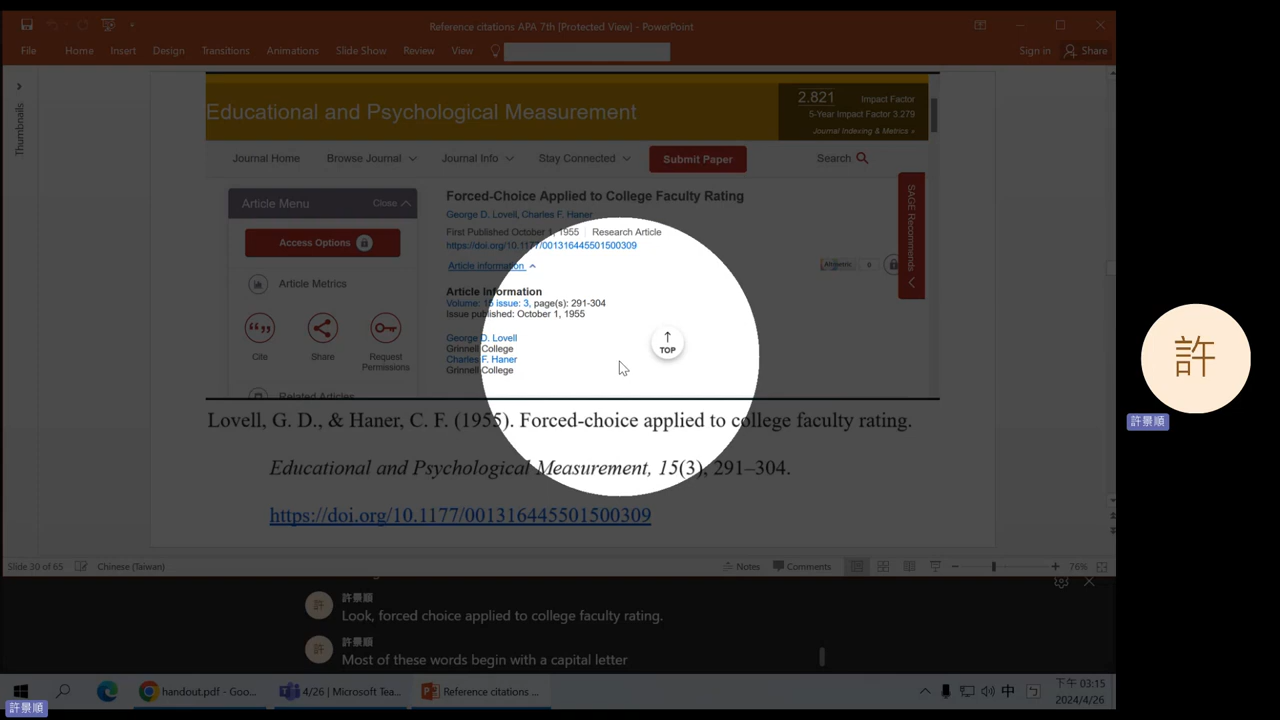 Reference citations APA 7th [Protected View] - PowerPoint
File Home Insert Design Transitions Animations Slide Show Review View
Sign in Share
Thumbnails
Educational and Psychological Measurement
2.821 Impact Factor
5-Year Impact Factor 3.279
Journal Indexing & Metrics »
Journal Home Browse Journal Journal Info Stay Connected Submit Paper Search
Article Menu Close
Access Options
Article Metrics
Cite Share Request Permissions
Related Articles
Forced-Choice Applied to College Faculty Rating
George D. Lovell, Charles F. Haner
First Published October 1, 1955 Research Article
https://doi.org/10.1177/001316445501500309
Article information
Altmetric 0
SAGE Recommends
Article Information
Volume: 15 issue: 3, page(s): 291-304
Issue published: October 1, 1955
George D. Lovell
Grinnell College
Charles F. Haner
Grinnell College
TOP
Lovell, G. D., & Haner, C. F. (1955). Forced-choice applied to college faculty rating.
Educational and Psychological Measurement, 15(3), 291–304.
https://doi.org/10.1177/001316445501500309
Slide 30 of 65 Chinese (Taiwan) Notes Comments 76%
許 許景順
Look, forced choice applied to college faculty rating.
許 許景順
Most of these words begin with a capital letter
handout.pdf - Goo...
4/26 | Microsoft Tea...
Reference citations ...
中
下午 03:15
2024/4/26
許景順
許
許景順